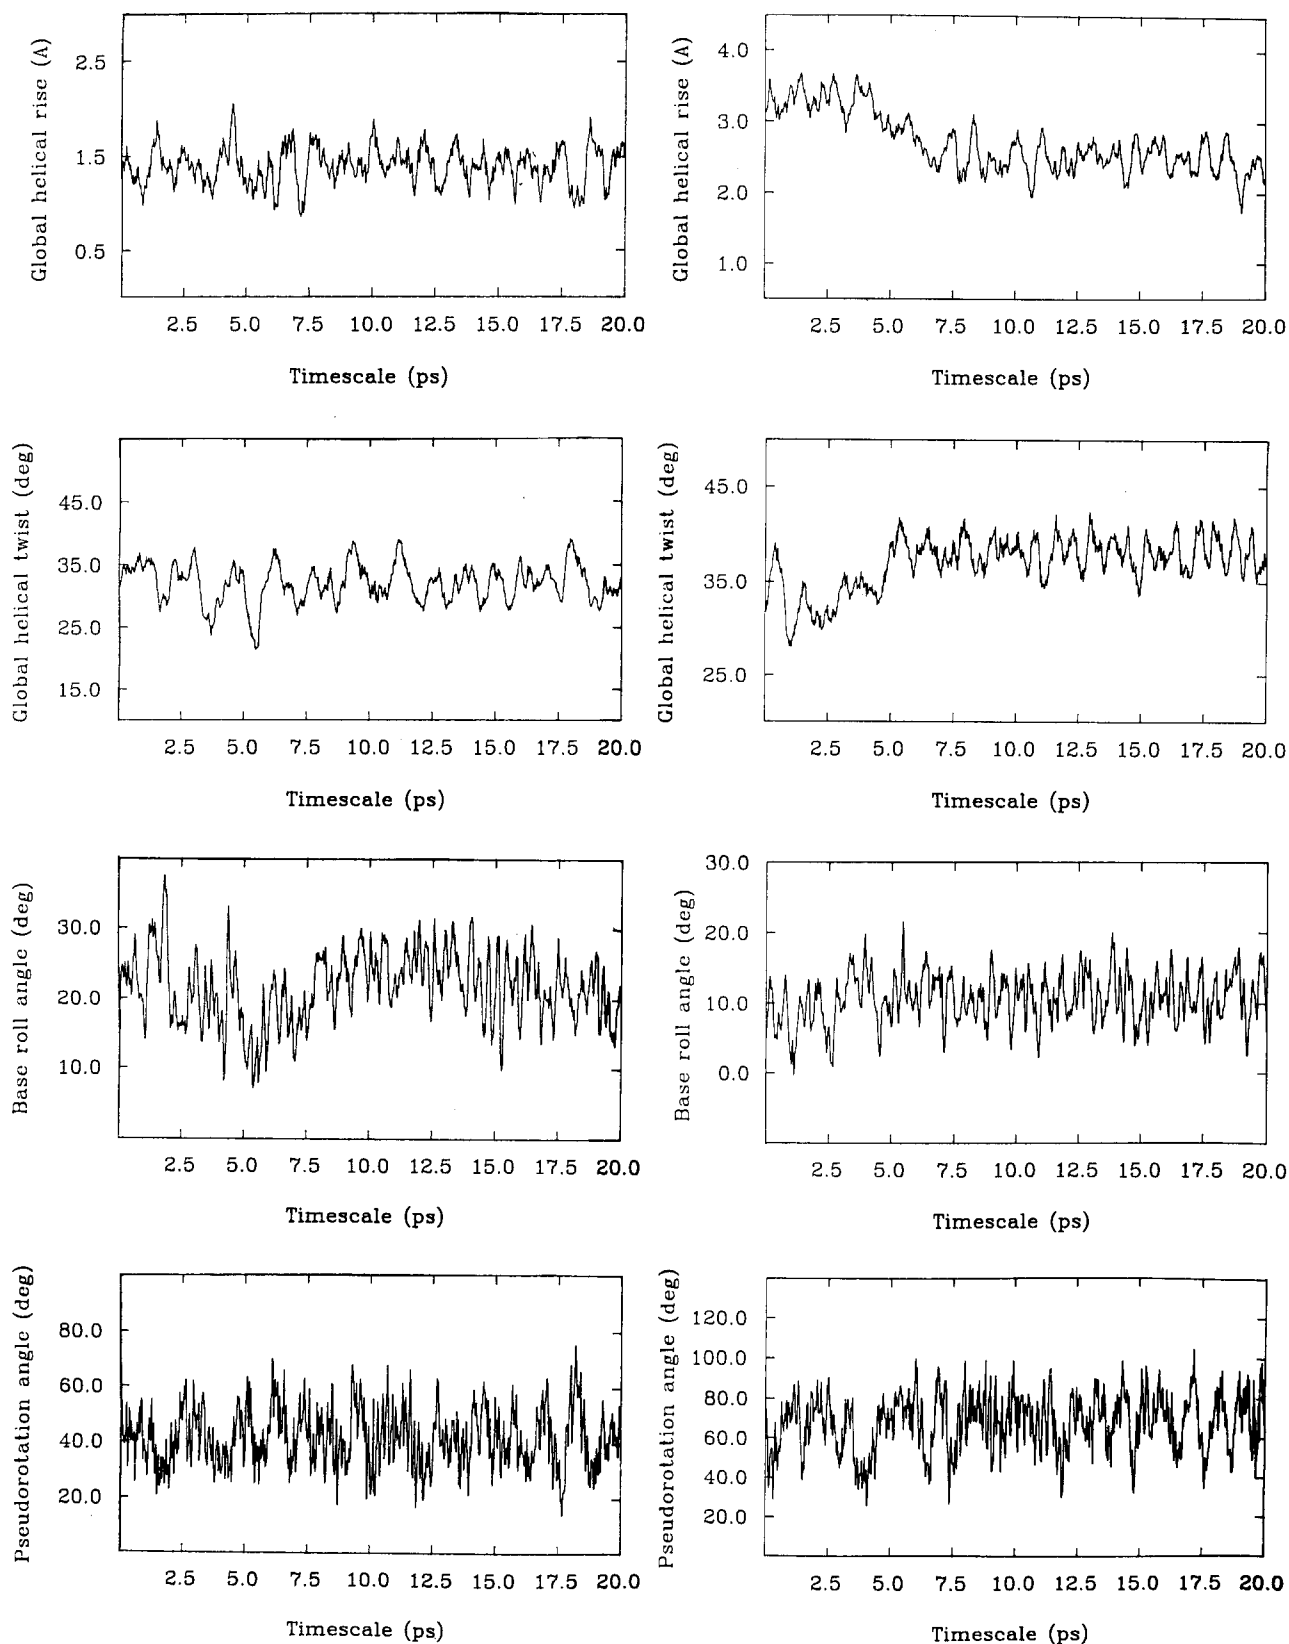 Global helical rise (A)
2.5
1.5
0.5
2.5 5.0 7.5 10.0 12.5 15.0 17.5 20.0
Timescale (ps)
Global helical rise (A)
4.0
3.0
2.0
1.0
2.5 5.0 7.5 10.0 12.5 15.0 17.5 20.0
Timescale (ps)
Global helical twist (deg)
45.0
35.0
25.0
15.0
2.5 5.0 7.5 10.0 12.5 15.0 17.5 20.0
Timescale (ps)
Global helical twist (deg)
45.0
35.0
25.0
2.5 5.0 7.5 10.0 12.5 15.0 17.5 20.0
Timescale (ps)
Base roll angle (deg)
30.0
20.0
10.0
2.5 5.0 7.5 10.0 12.5 15.0 17.5 20.0
Timescale (ps)
Base roll angle (deg)
30.0
20.0
10.0
0.0
2.5 5.0 7.5 10.0 12.5 15.0 17.5 20.0
Timescale (ps)
Pseudorotation angle (deg)
80.0
60.0
40.0
20.0
2.5 5.0 7.5 10.0 12.5 15.0 17.5 20.0
Timescale (ps)
Pseudorotation angle (deg)
120.0
100.0
80.0
60.0
40.0
20.0
2.5 5.0 7.5 10.0 12.5 15.0 17.5 20.0
Timescale (ps)